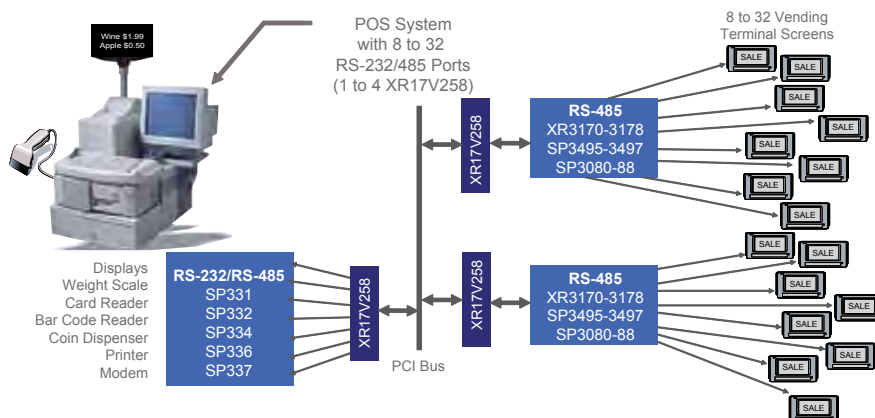 Wine $1.99
Apple $0.50
POS System
with 8 to 32
RS-232/485 Ports
(1 to 4 XR17V258)
8 to 32 Vending
Terminal Screens
XR17V258
RS-485
XR3170-3178
SP3495-3497
SP3080-88
SALE
SALE
SALE
SALE
SALE
SALE
SALE
SALE
Displays
Weight Scale
Card Reader
Bar Code Reader
Coin Dispenser
Printer
Modem
RS-232/RS-485
SP331
SP332
SP334
SP336
SP337
XR17V258
PCI Bus
XR17V258
RS-485
XR3170-3178
SP3495-3497
SP3080-88
SALE
SALE
SALE
SALE
SALE
SALE
SALE
SALE